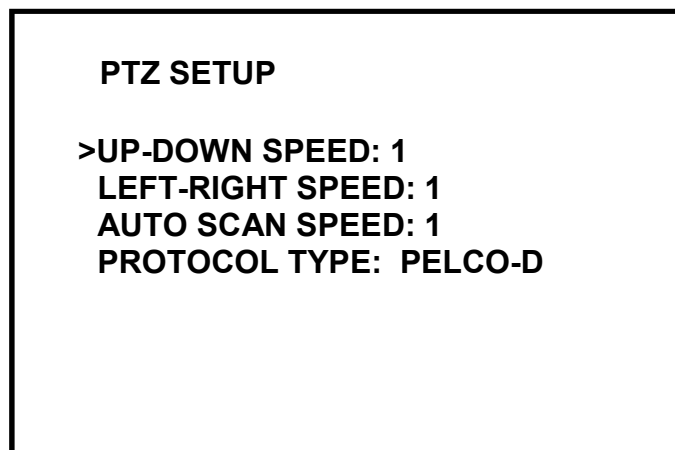 PTZ SETUP
>UP-DOWN SPEED: 1
LEFT-RIGHT SPEED: 1
AUTO SCAN SPEED: 1
PROTOCOL TYPE: PELCO-D